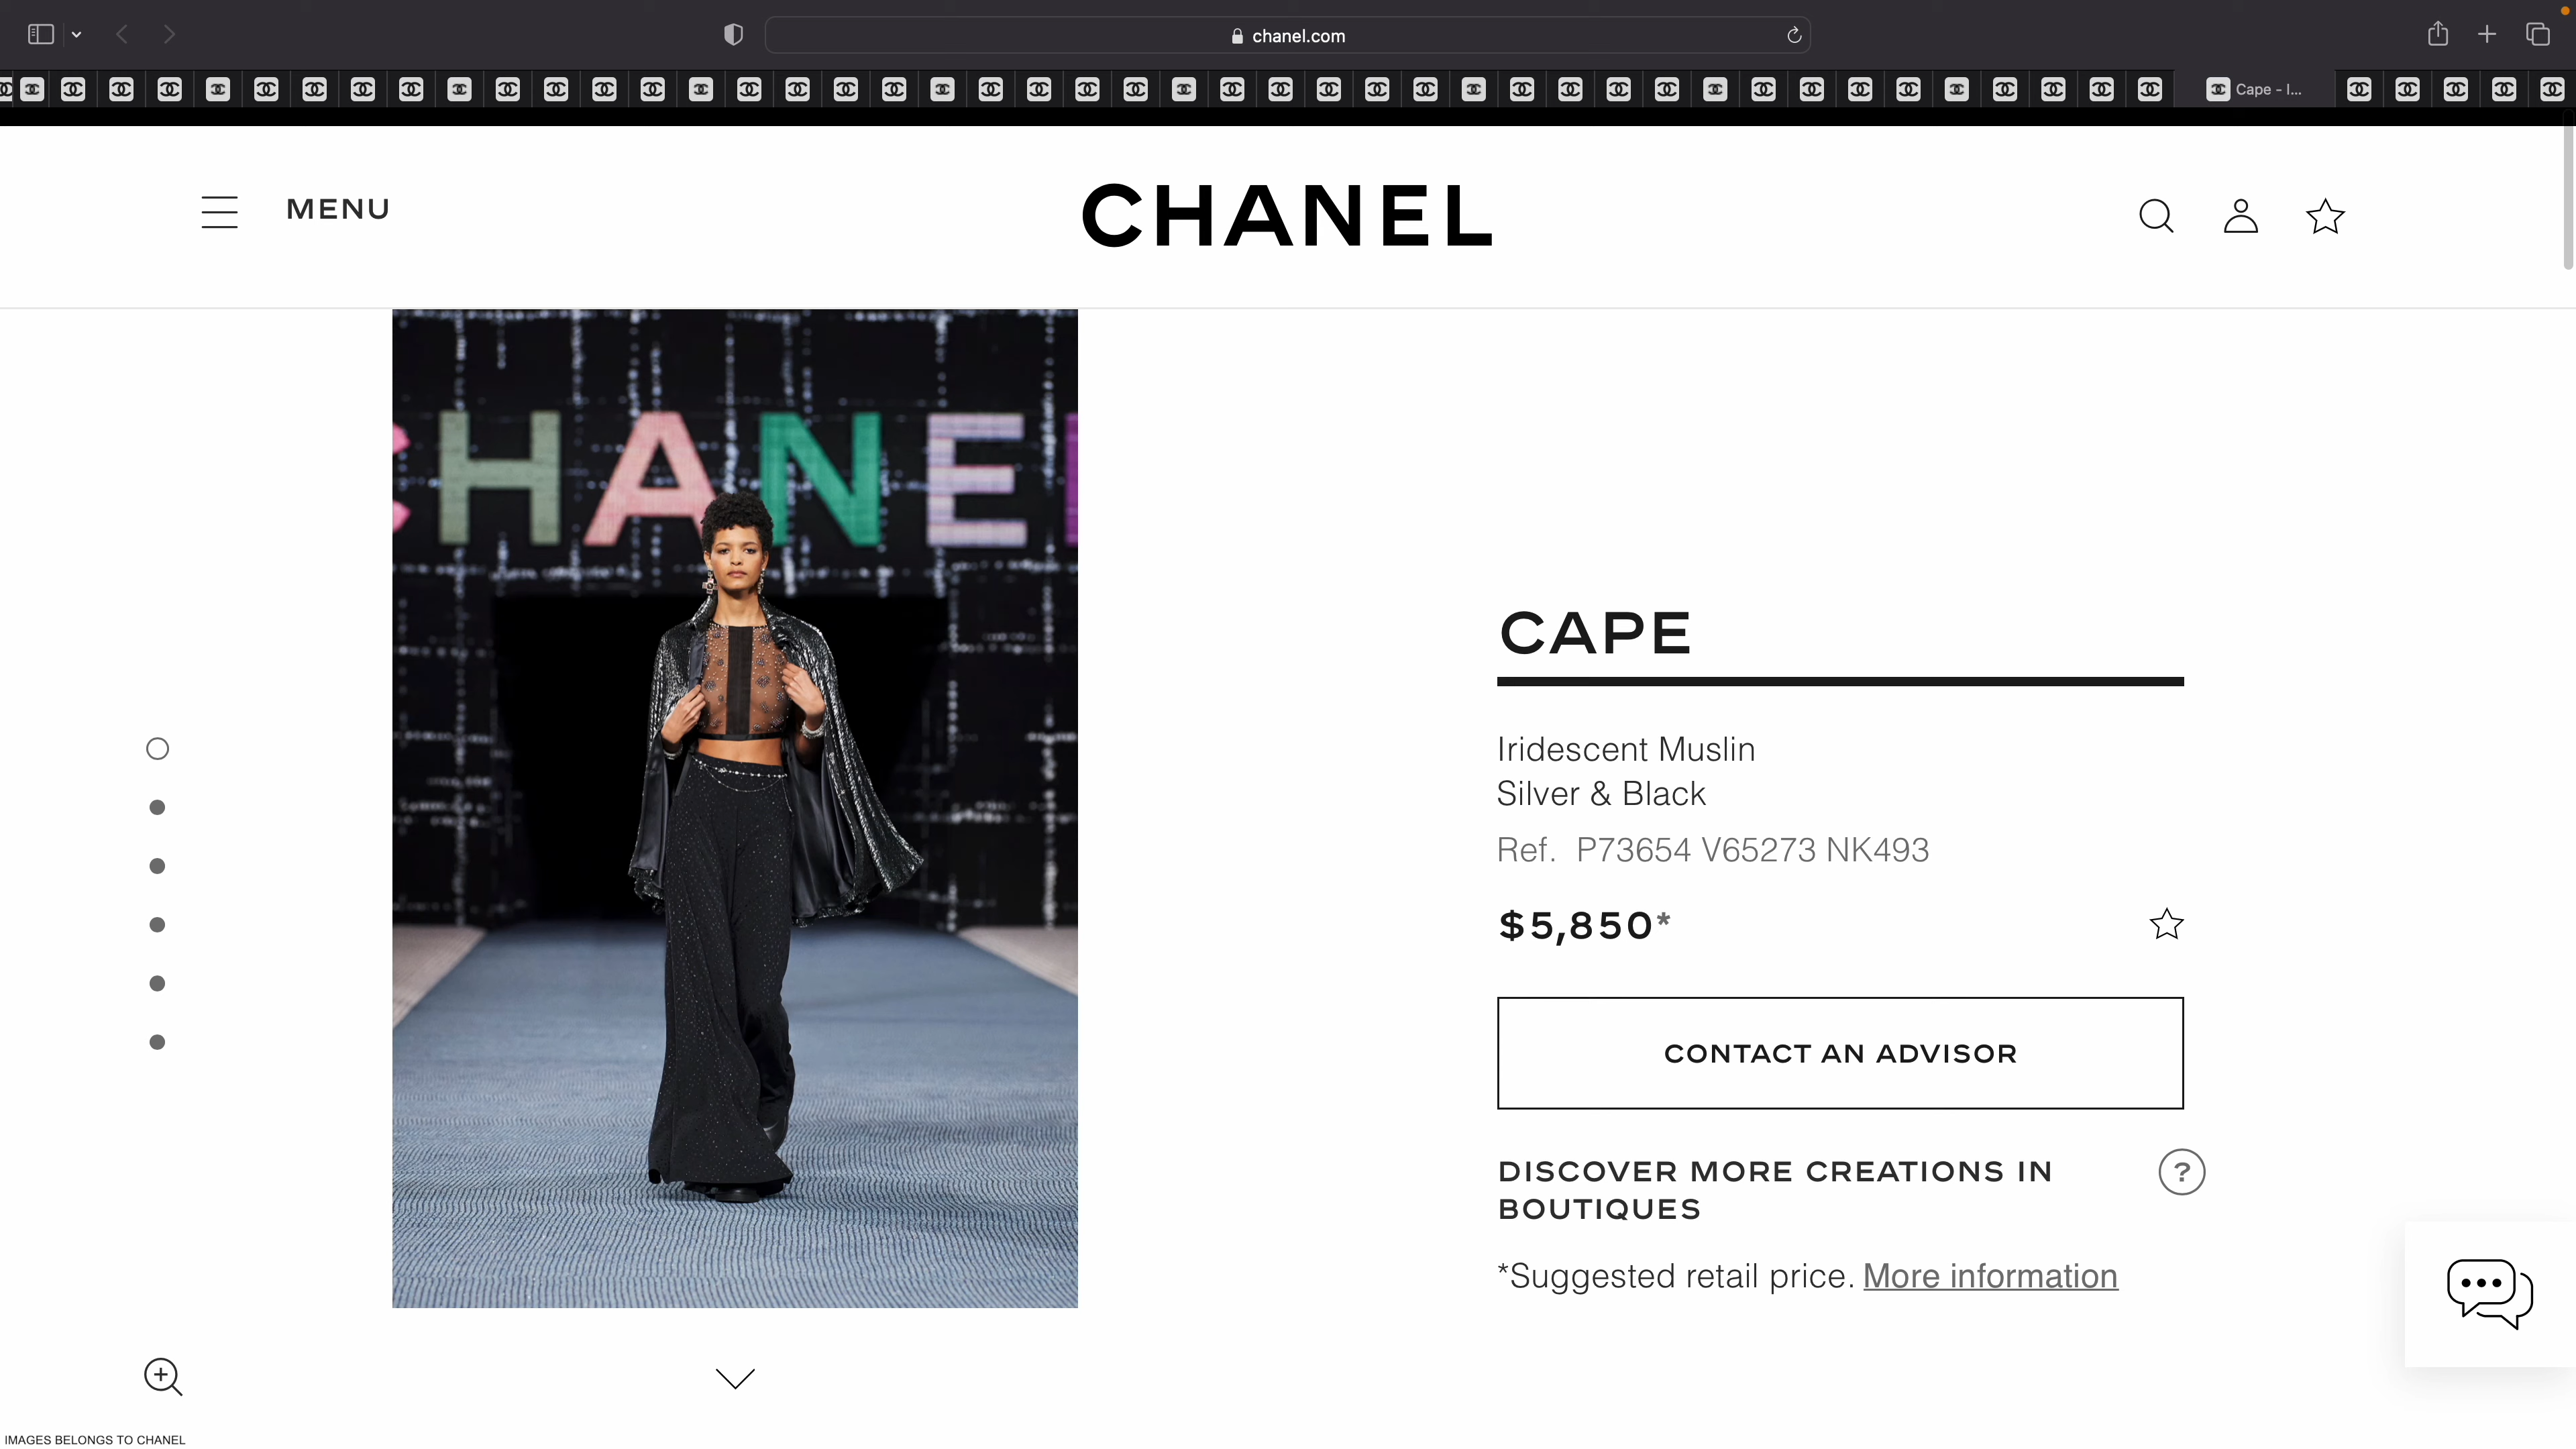 chanel.com
Cape - I...
MENU
CHANEL
CHANEL
CAPE
Iridescent Muslin
Silver & Black
Ref. P73654 V65273 NK493
$5,850*
CONTACT AN ADVISOR
DISCOVER MORE CREATIONS IN
BOUTIQUES
?
*Suggested retail price. More information
IMAGES BELONGS TO CHANEL